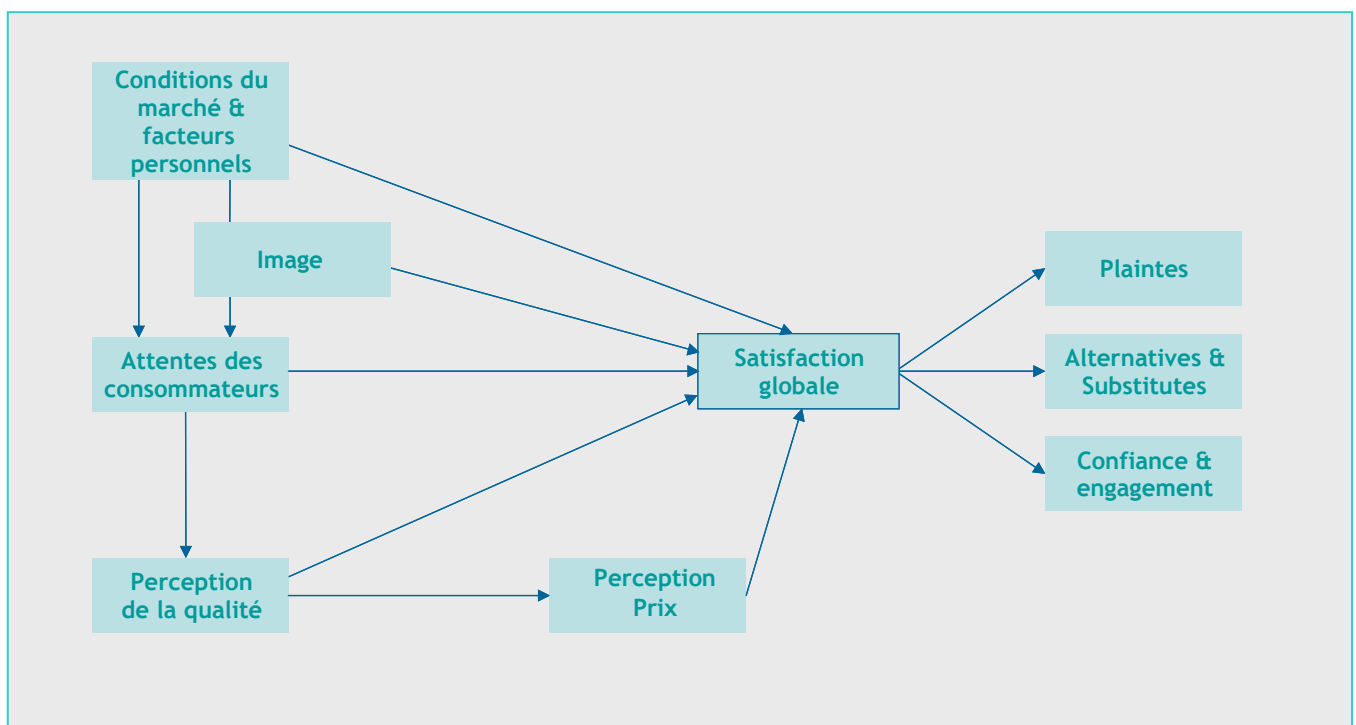 Conditions du
marché &
facteurs
personnels
Image
Plaintes
Attentes des
consommateurs
Satisfaction
globale
Alternatives &
Substitutes
Confiance &
engagement
Perception
de la qualité
Perception
Prix